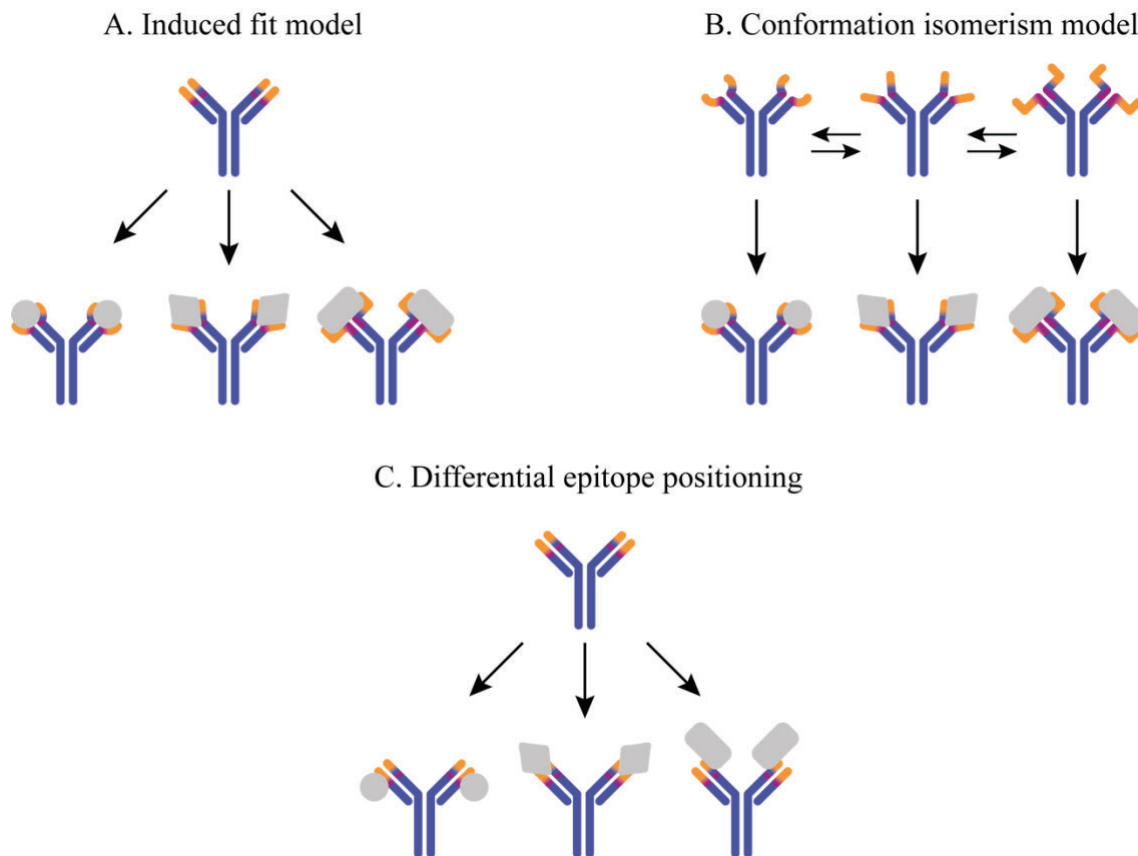 A. Induced fit model
B. Conformation isomerism model
C. Differential epitope positioning